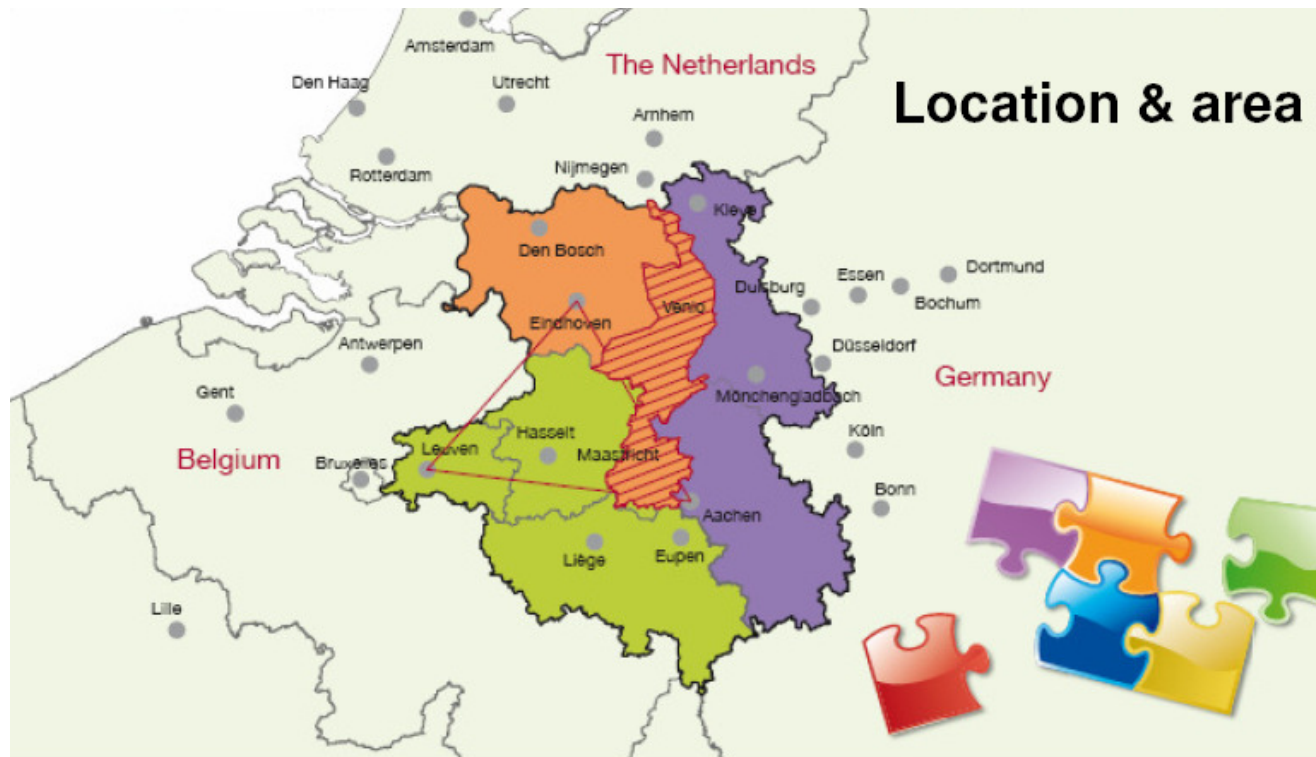 Amsterdam
The Netherlands
Den Haag
Utrecht
Location & area
Arnhem
Nijmegen
Rotterdam
Kleve
Den Bosch
Dortmund
Essen
Duisburg
Bochum
Venlo
Eindhoven
Antwerpen
Düsseldorf
Germany
Mönchengladbach
Gent
Hasselt
Köln
Leuven
Maastricht
Belgium
Bruxelles
Bonn
Aachen
Eupen
Liège
Lille